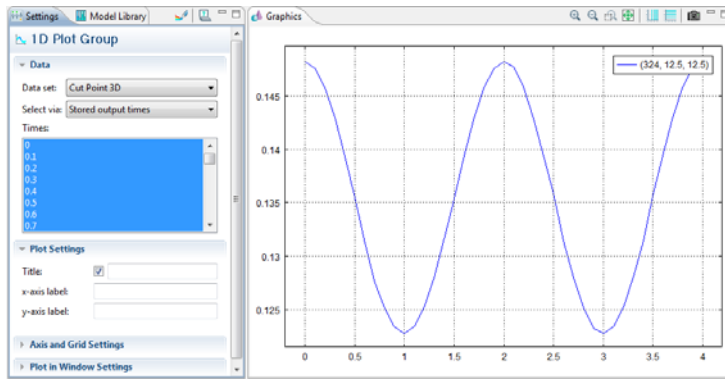 Settings Model Library
1D Plot Group
Data
Data set: Cut Point 3D
Select via: Stored output times
Times:
0
0.1
0.2
0.3
0.4
0.5
0.6
0.7
Plot Settings
Title:
x-axis label:
y-axis label:
Axis and Grid Settings
Plot in Window Settings
Graphics
(324, 12.5, 12.5)
0.145
0.14
0.135
0.13
0.125
0 0.5 1 1.5 2 2.5 3 3.5 4